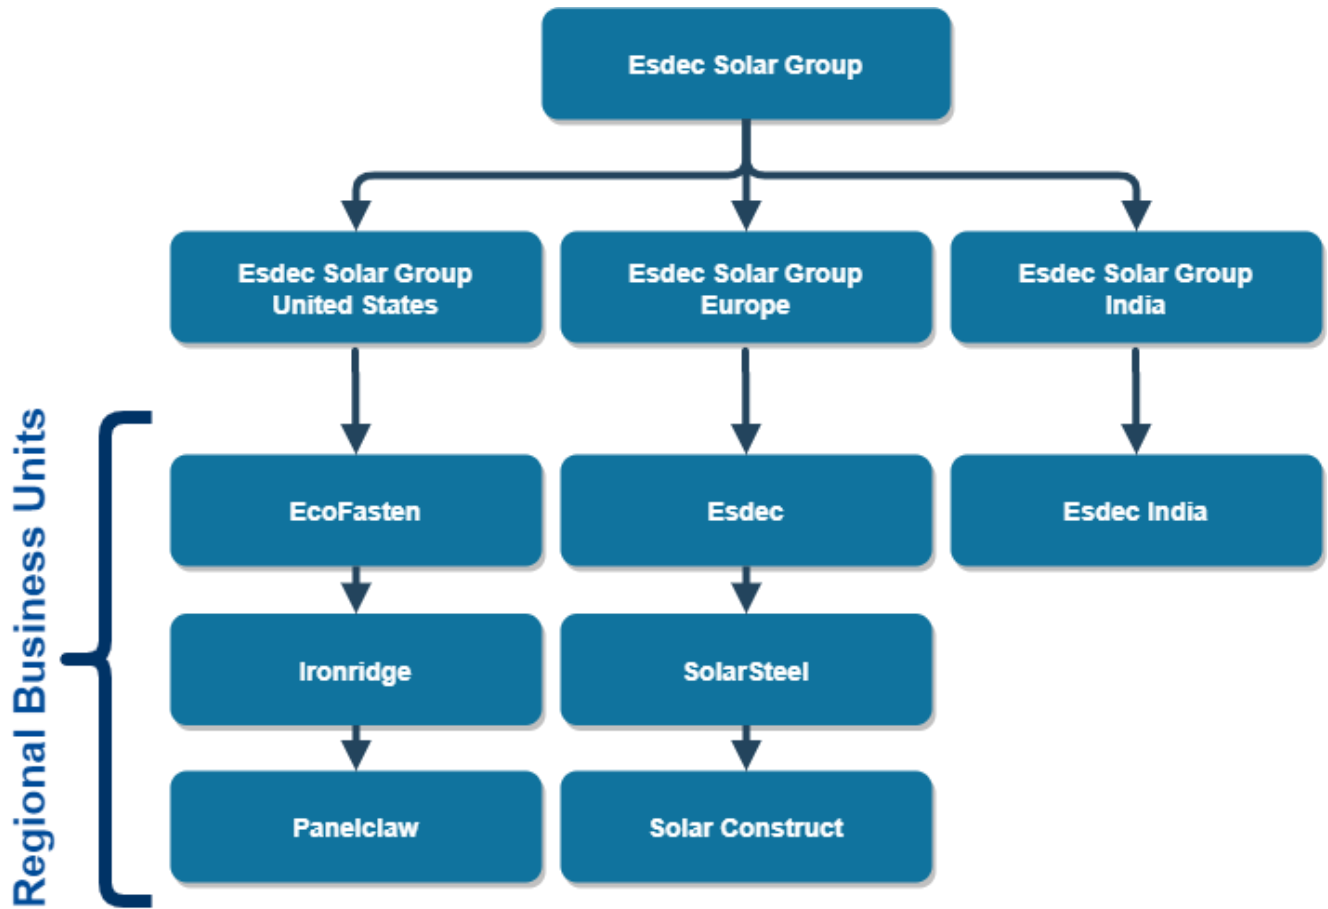 Esdec Solar Group
Esdec Solar Group
United States
Esdec Solar Group
Europe
Esdec Solar Group
India
Regional Business Units
EcoFasten
Esdec
Esdec India
Ironridge
SolarSteel
Panelclaw
Solar Construct